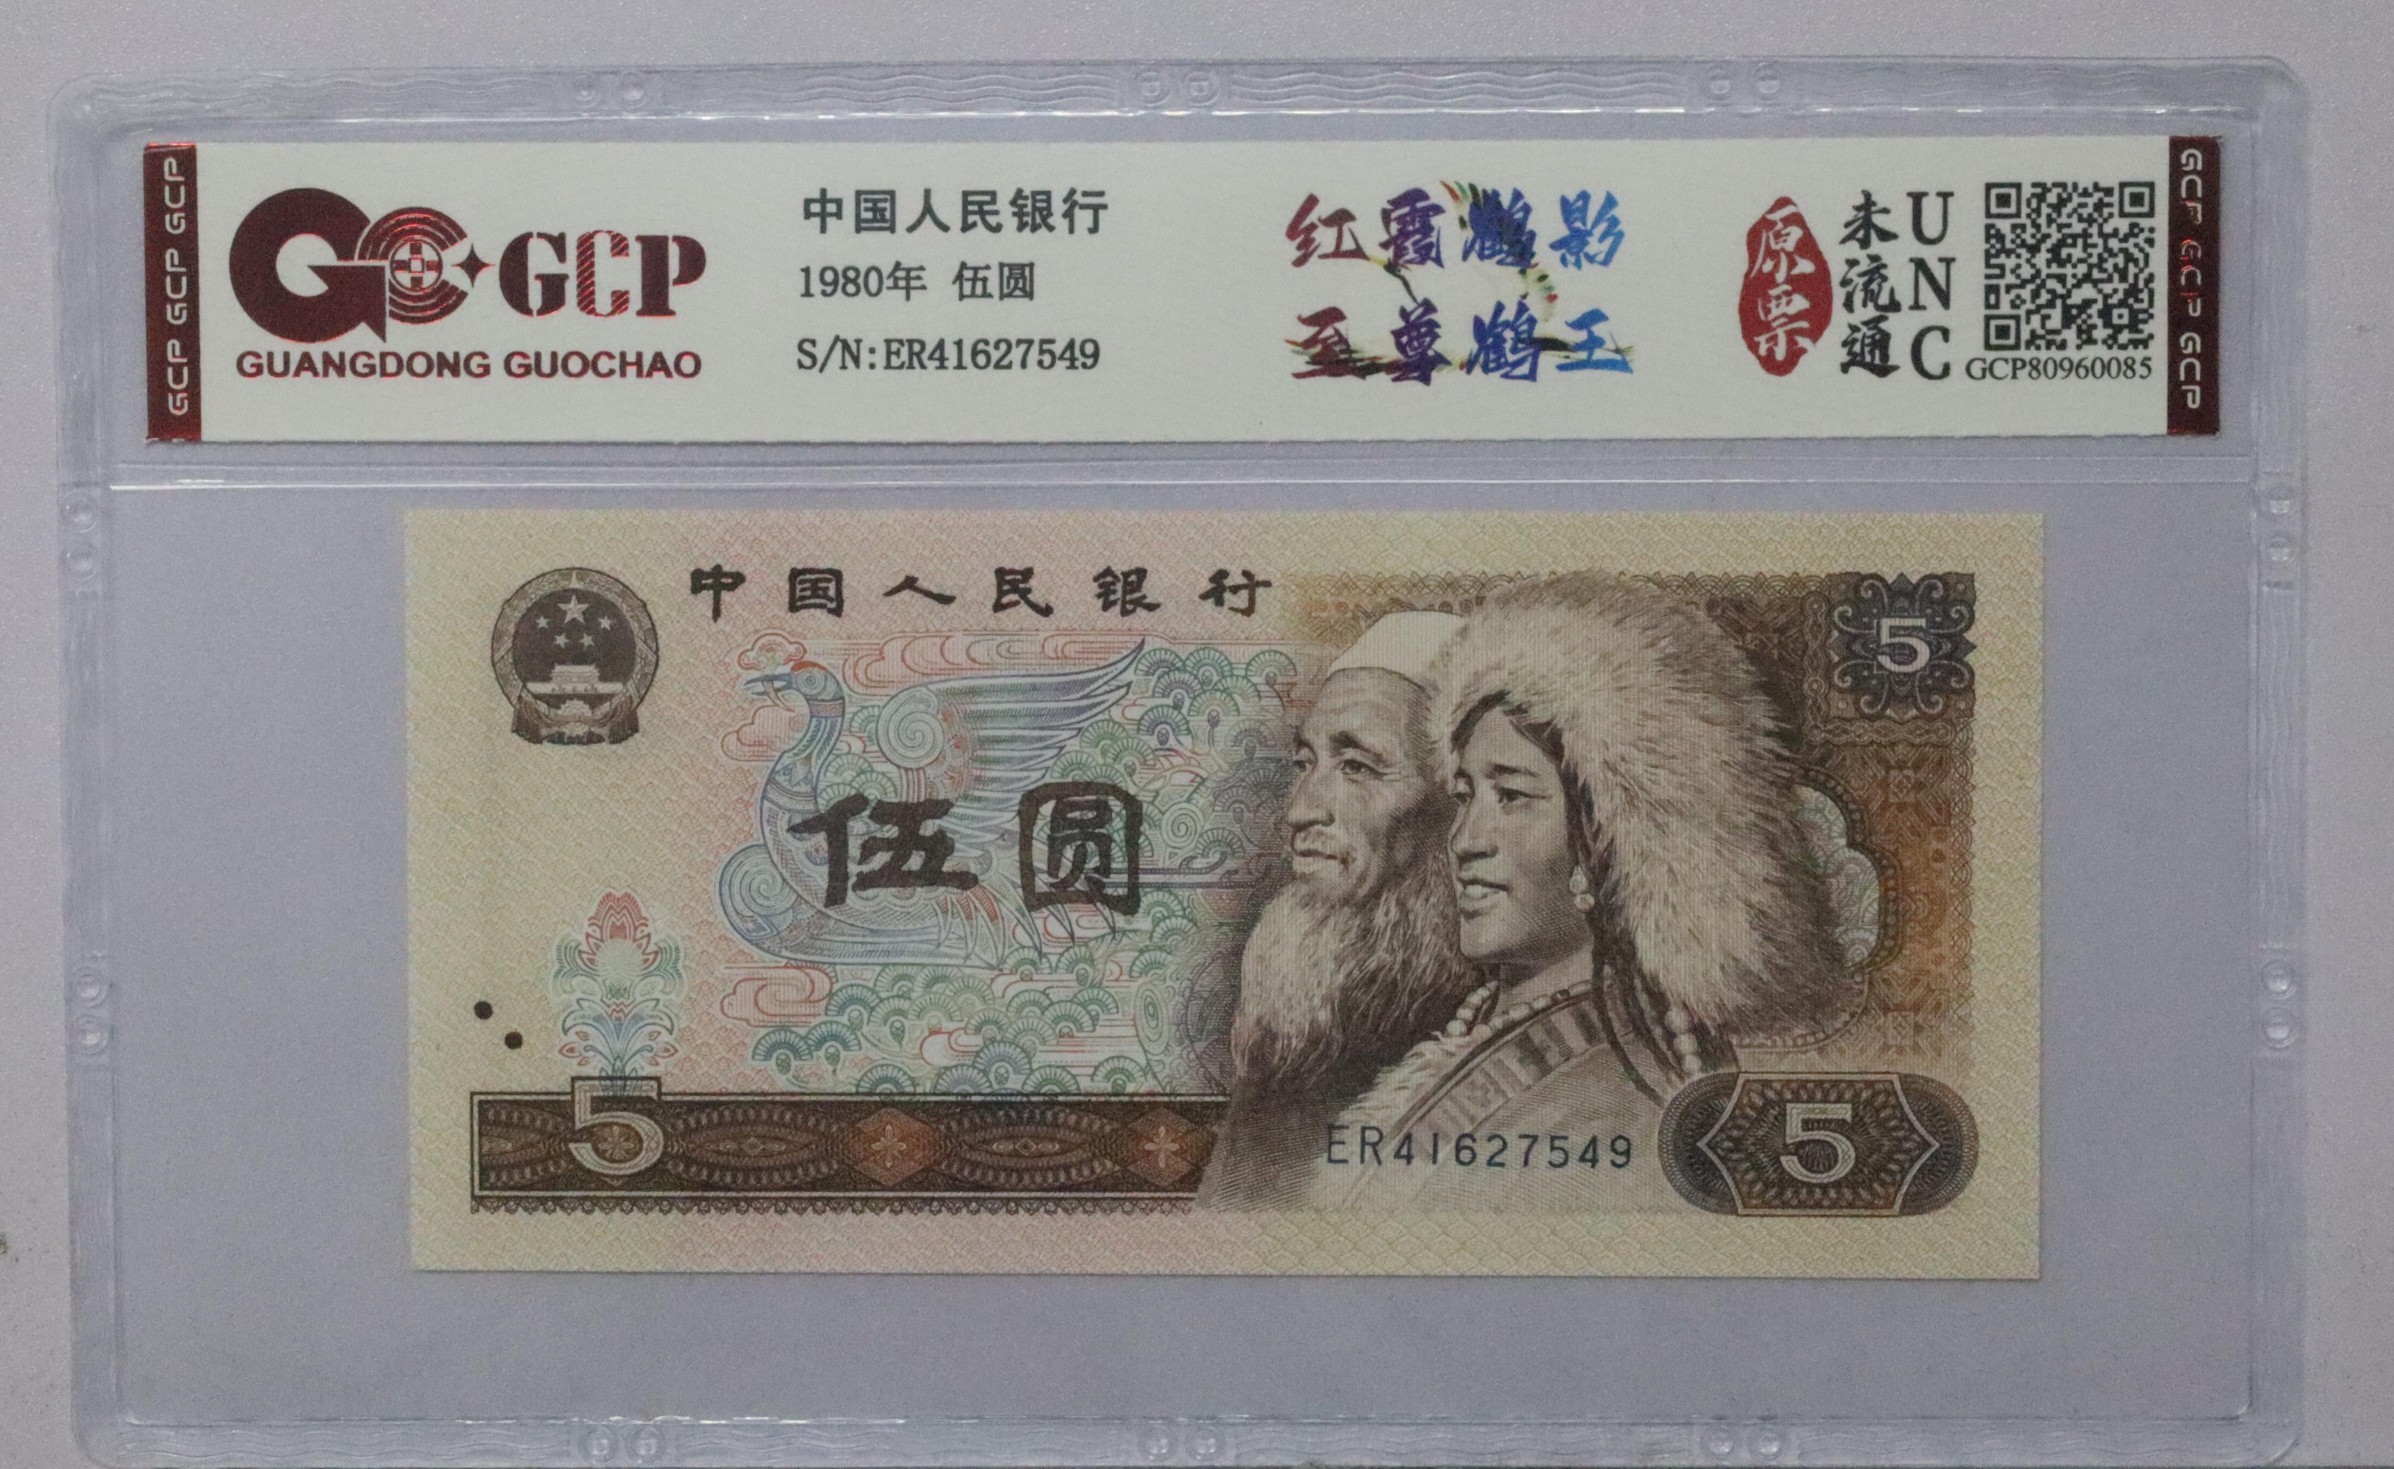 GCP GCP GCP
GCP
GUANGDONG GUOCHAO
中国人民银行
1980年 伍圆
S/N:ER41627549
红霞鹤影
至尊鹤王
原票
未流通
UNC
GCP80960085
GCP GCP GCP
中国人民银行
5
伍圆
5
ER41627549
5